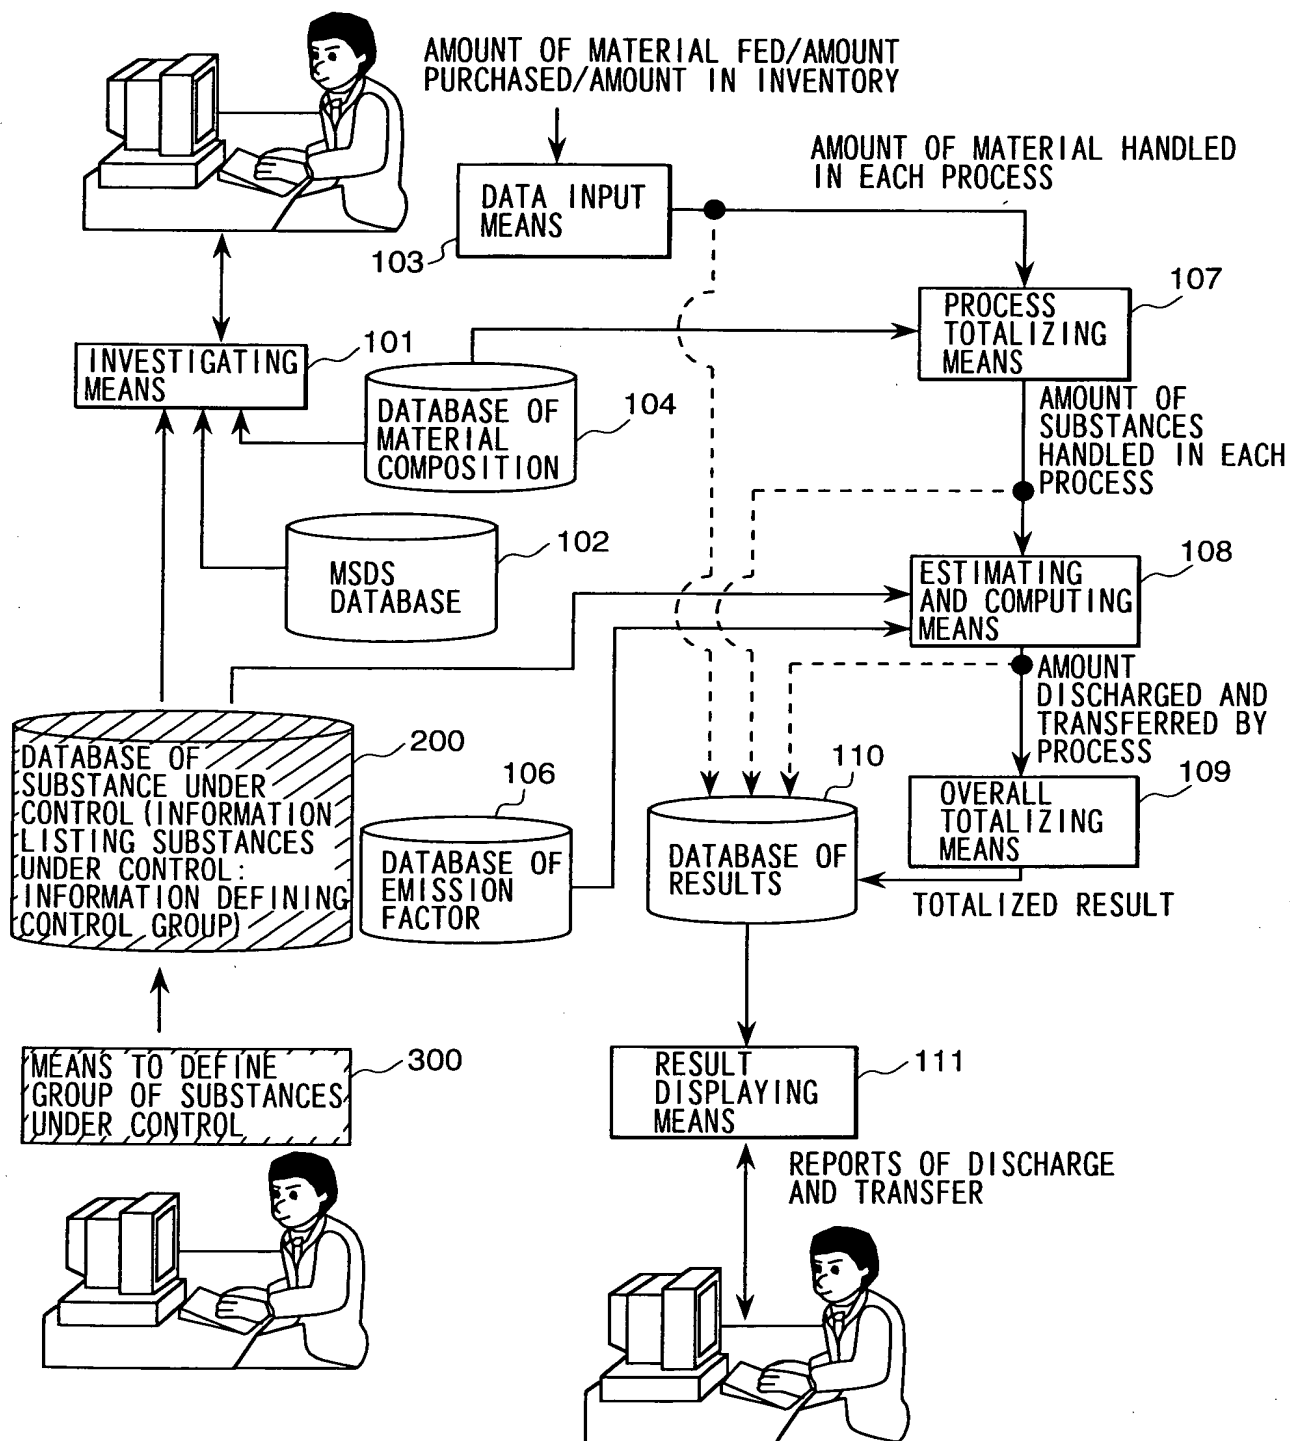 AMOUNT OF MATERIAL FED/AMOUNT
PURCHASED/AMOUNT IN INVENTORY
AMOUNT OF MATERIAL HANDLED
IN EACH PROCESS
DATA INPUT
MEANS
103
107
PROCESS
TOTALIZING
MEANS
101
INVESTIGATING
MEANS
104
DATABASE OF
MATERIAL
COMPOSITION
AMOUNT OF
SUBSTANCES
HANDLED IN EACH
PROCESS
102
MSDS
DATABASE
108
ESTIMATING
AND COMPUTING
MEANS
AMOUNT
DISCHARGED AND
TRANSFERRED BY
PROCESS
200
DATABASE OF
SUBSTANCE UNDER
CONTROL (INFORMATION
LISTING SUBSTANCES
UNDER CONTROL:
INFORMATION DEFINING
CONTROL GROUP)
106
DATABASE OF
EMISSION
FACTOR
110
DATABASE OF
RESULTS
109
OVERALL
TOTALIZING
MEANS
TOTALIZED RESULT
300
MEANS TO DEFINE
GROUP OF SUBSTANCES
UNDER CONTROL
111
RESULT
DISPLAYING
MEANS
REPORTS OF DISCHARGE
AND TRANSFER